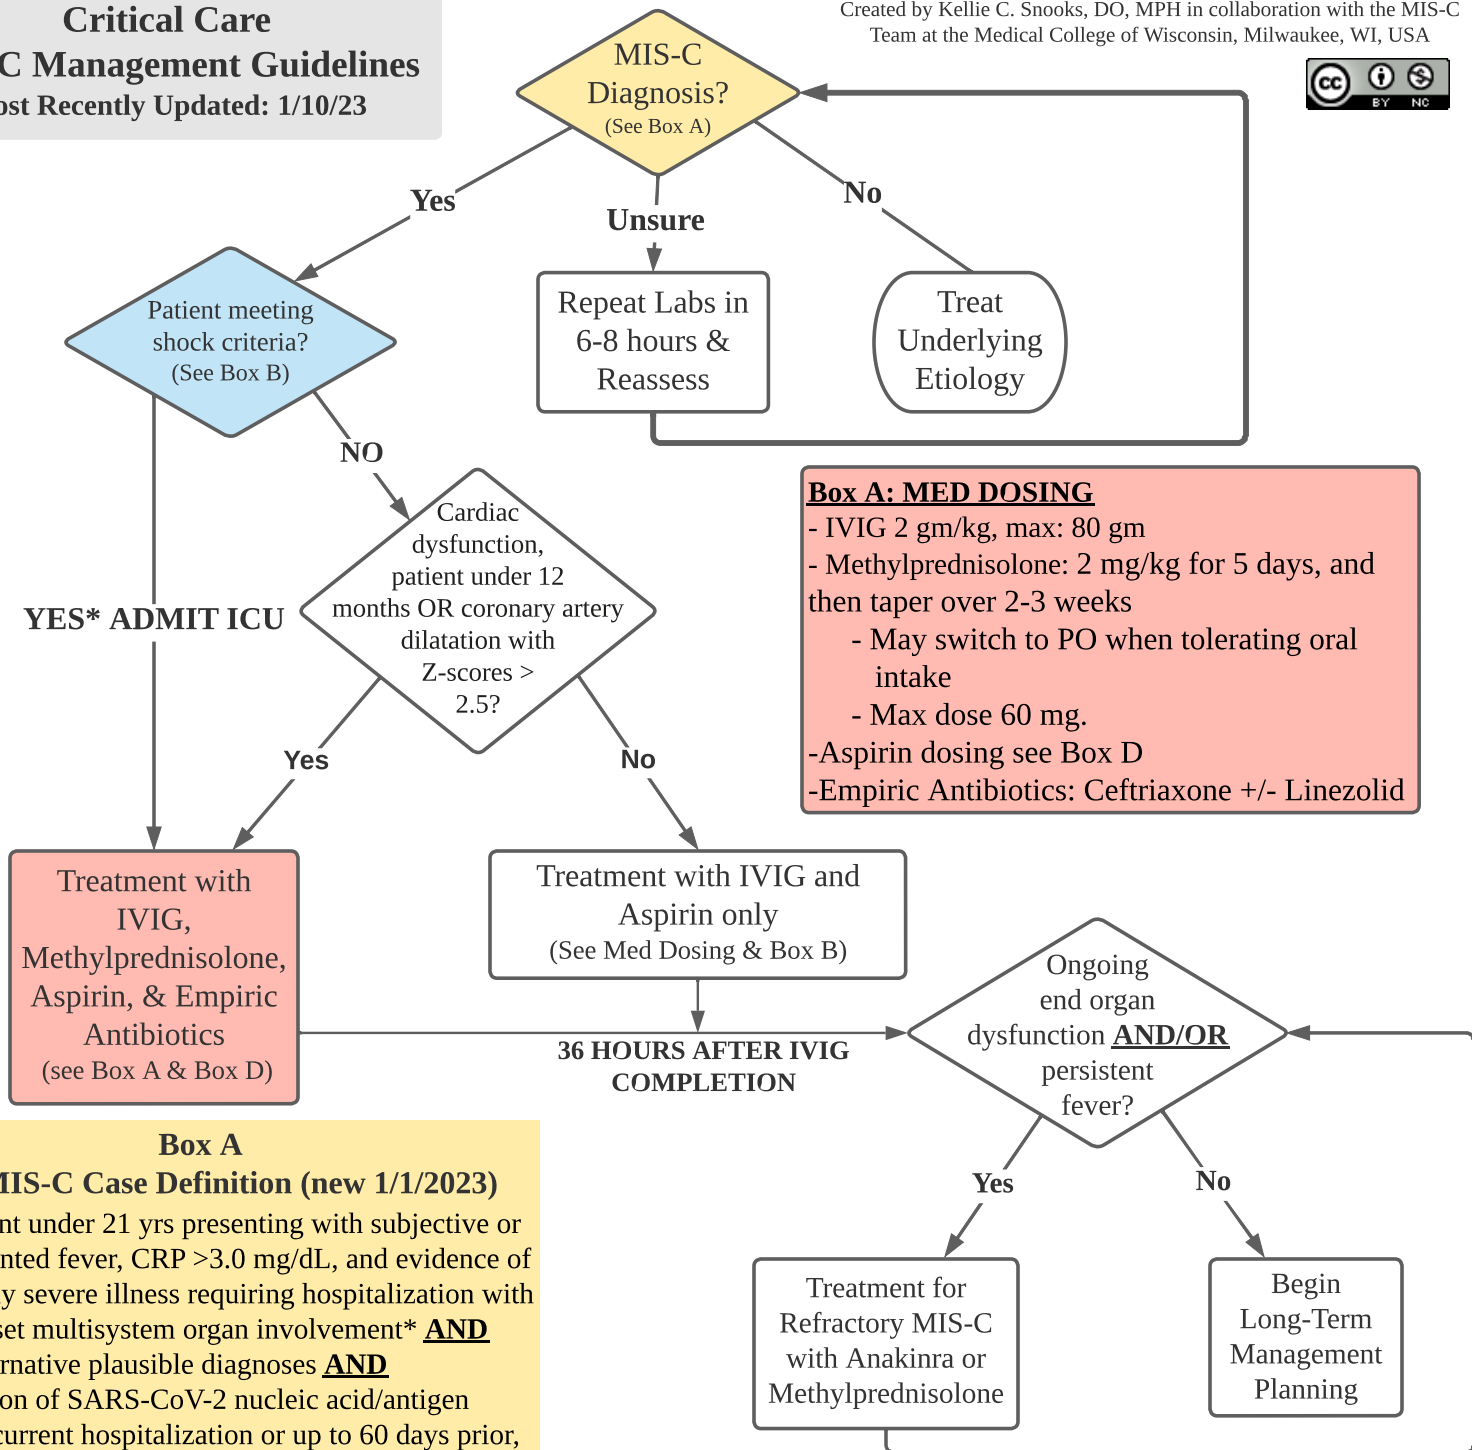 Critical Care
C Management Guidelines
ost Recently Updated: 1/10/23
Created by Kellie C. Snooks, DO, MPH in collaboration with the MIS-C
Team at the Medical College of Wisconsin, Milwaukee, WI, USA
cc BY NC
MIS-C
Diagnosis?
(See Box A)
Yes
Unsure
No
Patient meeting
shock criteria?
(See Box B)
Repeat Labs in
6-8 hours &
Reassess
Treat
Underlying
Etiology
NO
YES* ADMIT ICU
Cardiac
dysfunction,
patient under 12
months OR coronary artery
dilatation with
Z-scores >
2.5?
Box A: MED DOSING
- IVIG 2 gm/kg, max: 80 gm
- Methylprednisolone: 2 mg/kg for 5 days, and
then taper over 2-3 weeks
- May switch to PO when tolerating oral
intake
- Max dose 60 mg.
-Aspirin dosing see Box D
-Empiric Antibiotics: Ceftriaxone +/- Linezolid
Yes
No
Treatment with
IVIG,
Methylprednisolone,
Aspirin, & Empiric
Antibiotics
(see Box A & Box D)
Treatment with IVIG and
Aspirin only
(See Med Dosing & Box B)
36 HOURS AFTER IVIG
COMPLETION
Ongoing
end organ
dysfunction AND/OR
persistent
fever?
Yes
No
Treatment for
Refractory MIS-C
with Anakinra or
Methylprednisolone
Begin
Long-Term
Management
Planning
Box A
MIS-C Case Definition (new 1/1/2023)
nt under 21 yrs presenting with subjective or
nted fever, CRP >3.0 mg/dL, and evidence of
y severe illness requiring hospitalization with
set multisystem organ involvement* AND
rnative plausible diagnoses AND
on of SARS-CoV-2 nucleic acid/antigen
current hospitalization or up to 60 days prior,